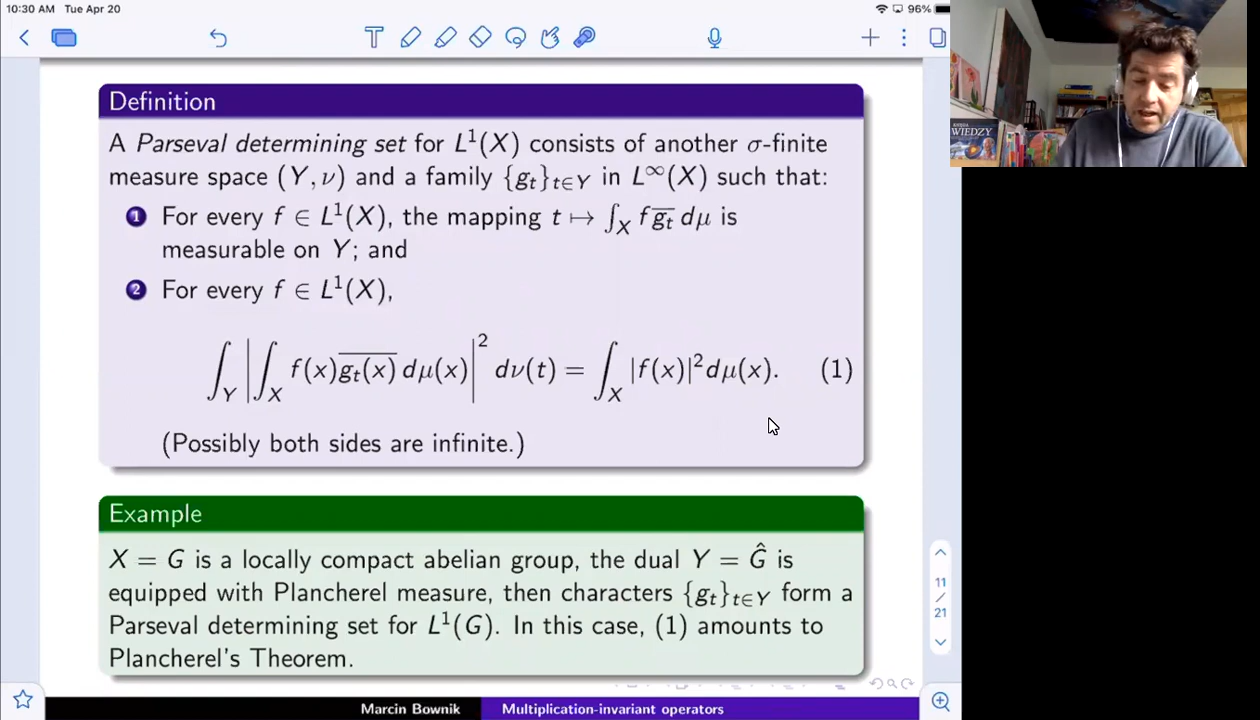 10:30 AM Tue Apr 20
96%
Definition
A Parseval determining set for L¹(X) consists of another σ-finite
measure space (Y, ν) and a family {gₜ}ₜ∈Y in L∞(X) such that:
1 For every f ∈ L¹(X), the mapping t ↦ ∫_X f\overline{gₜ} dμ is
measurable on Y; and
2 For every f ∈ L¹(X),
∫_Y |∫_X f(x)\overline{gₜ(x)} dμ(x)|² dν(t) = ∫_X |f(x)|² dμ(x). (1)
(Possibly both sides are infinite.)
Example
X = G is a locally compact abelian group, the dual Y = Ĝ is
equipped with Plancherel measure, then characters {gₜ}ₜ∈Y form a
Parseval determining set for L¹(G). In this case, (1) amounts to
Plancherel's Theorem.
11
/
21
Marcin Bownik Multiplication-invariant operators
WIEDZY